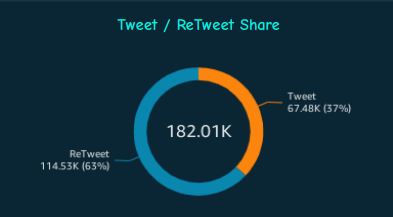 Tweet / ReTweet Share
Tweet
67.48K (37%)
182.01K
ReTweet
114.53K (63%)